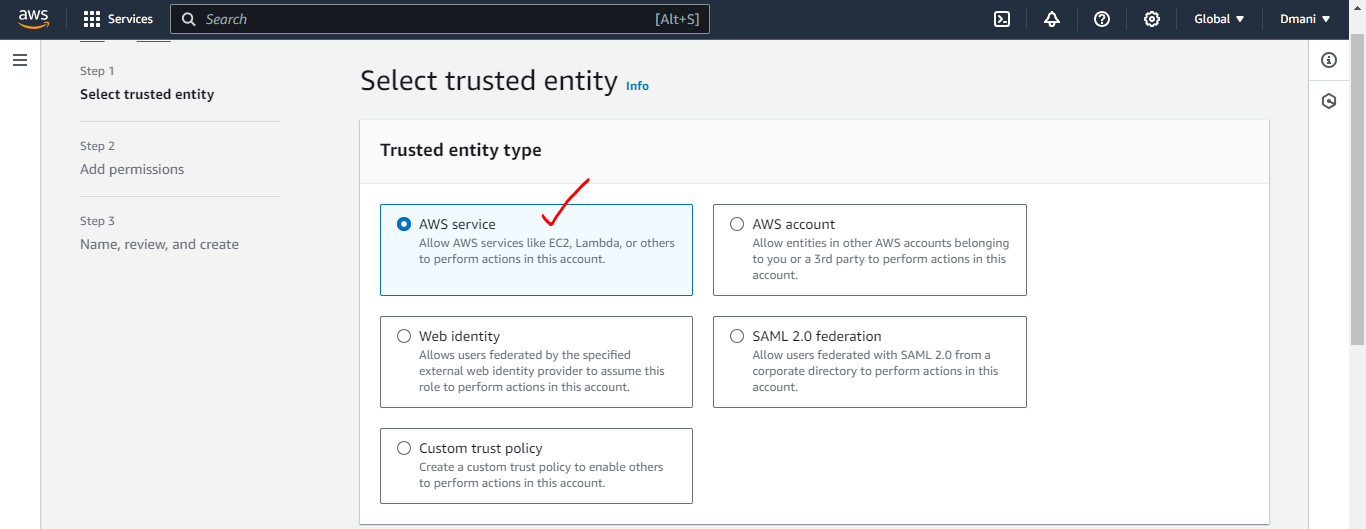 aws Services Search [Alt+S] Global Dmani
Step 1
Select trusted entity
Step 2
Add permissions
Step 3
Name, review, and create
Select trusted entity Info
Trusted entity type
AWS service
Allow AWS services like EC2, Lambda, or others
to perform actions in this account.
AWS account
Allow entities in other AWS accounts belonging
to you or a 3rd party to perform actions in this
account.
Web identity
Allows users federated by the specified
external web identity provider to assume this
role to perform actions in this account.
SAML 2.0 federation
Allow users federated with SAML 2.0 from a
corporate directory to perform actions in this
account.
Custom trust policy
Create a custom trust policy to enable others
to perform actions in this account.